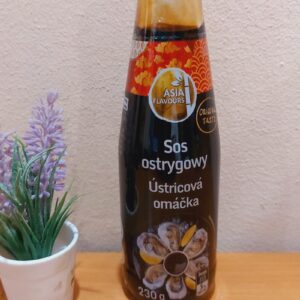 ASIA
FLAVOURS
ORIGINAL
TASTE
Sos
ostrygowy
Ústricová
omáčka
230 g